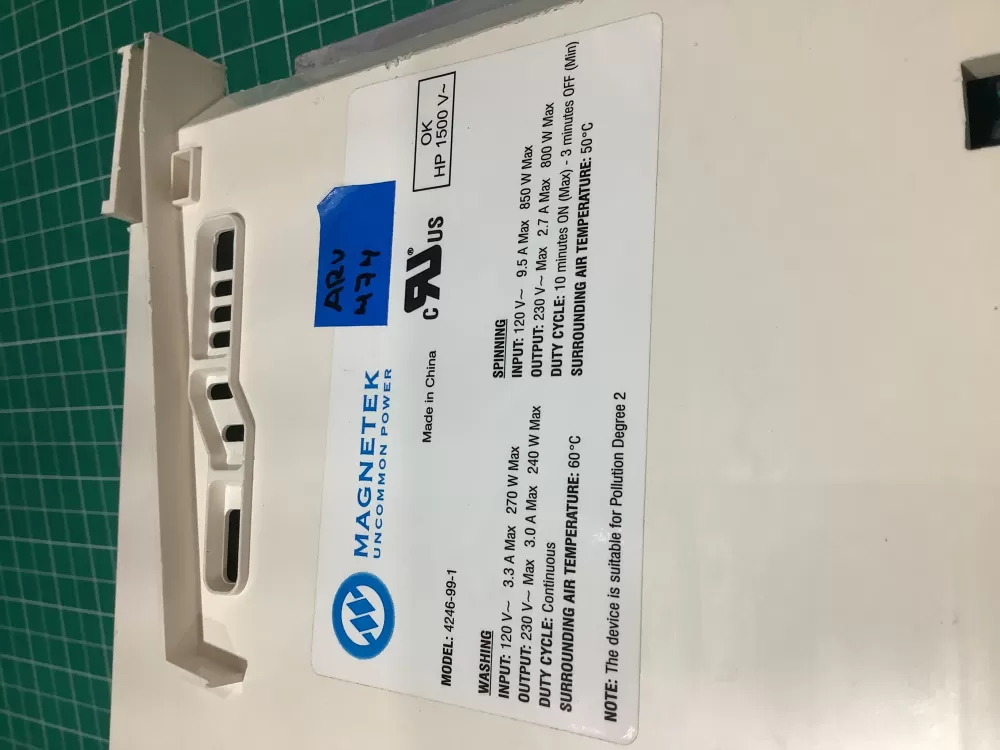 MAGNETEK
UNCOMMON POWER
ARV
474
MODEL: 4246-99-1
Made in China
C RU® US
OK
HP 1500 V~
WASHING
INPUT: 120 V~ 3.3 A Max 270 W Max
OUTPUT: 230 V~ Max 3.0 A Max 240 W Max
DUTY CYCLE: Continuous
SURROUNDING AIR TEMPERATURE: 60°C
SPINNING
INPUT: 120 V~ 9.5 A Max 850 W Max
OUTPUT: 230 V~ Max 2.7 A Max 800 W Max
DUTY CYCLE: 10 minutes ON (Max) - 3 minutes OFF (Min)
SURROUNDING AIR TEMPERATURE: 50°C
NOTE: The device is suitable for Pollution Degree 2